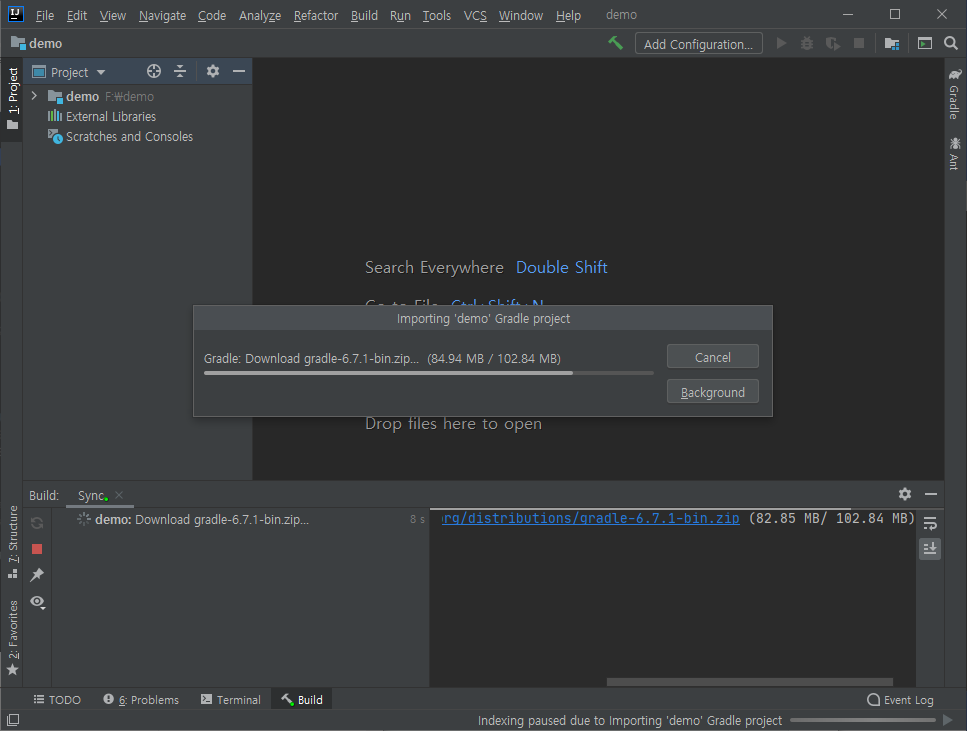 IJ File Edit View Navigate Code Analyze Refactor Build Run Tools VCS Window Help demo
demo Add Configuration...
1: Project
Project
demo F:₩demo
External Libraries
Scratches and Consoles
Gradle
Ant
Search Everywhere Double Shift
Go to File Ctrl+Shift+N
Importing 'demo' Gradle project
Gradle: Download gradle-6.7.1-bin.zip... (84.94 MB / 102.84 MB)
Cancel
Background
Drop files here to open
Build: Sync
demo: Download gradle-6.7.1-bin.zip... 8 s
org/distributions/gradle-6.7.1-bin.zip (82.85 MB/ 102.84 MB)
7: Structure
2: Favorites
TODO 6: Problems Terminal Build Event Log
Indexing paused due to Importing 'demo' Gradle project